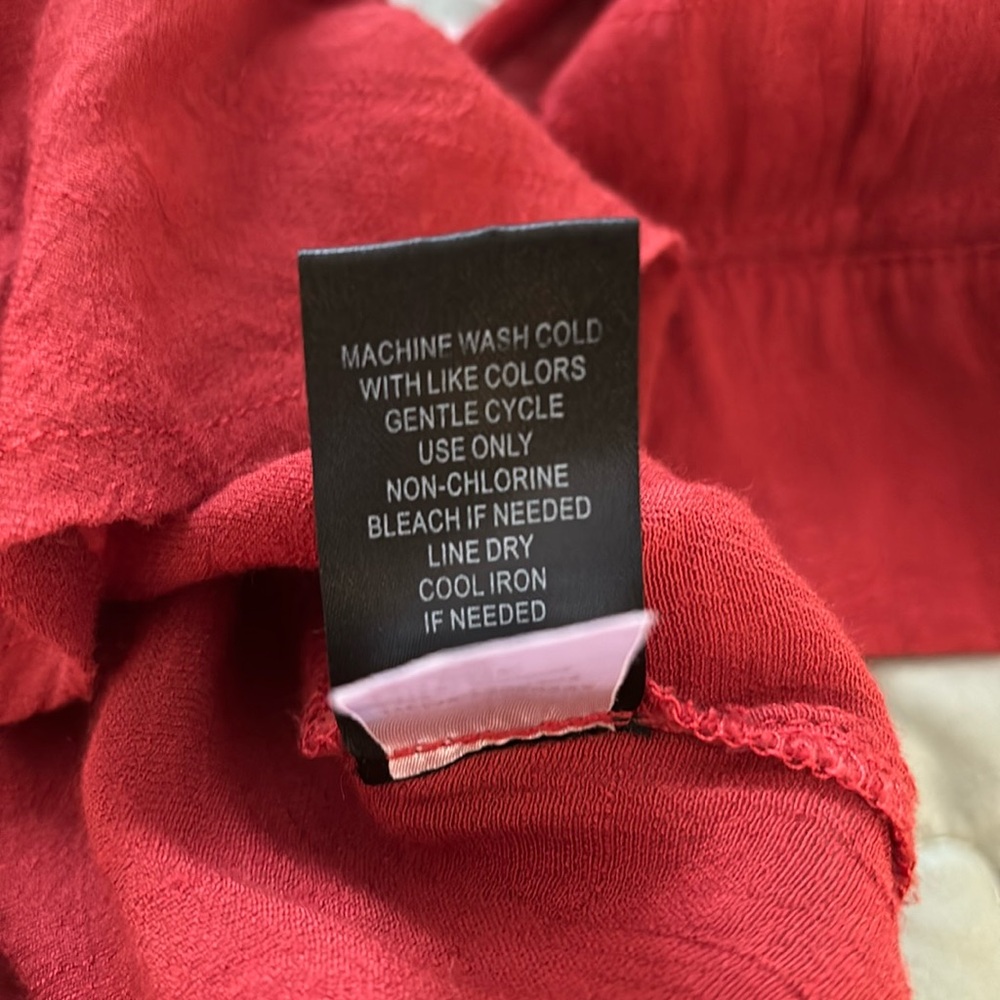 MACHINE WASH COLD
WITH LIKE COLORS
GENTLE CYCLE
USE ONLY
NON-CHLORINE
BLEACH IF NEEDED
LINE DRY
COOL IRON
IF NEEDED